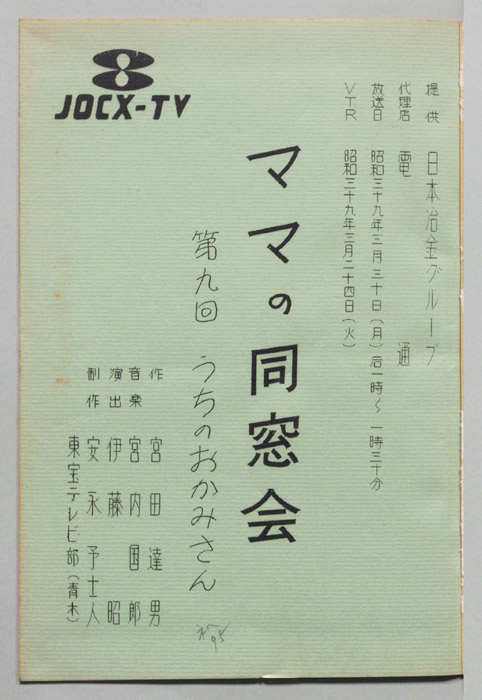 JOCX-TV
提供 日本冶金グループ
代理店 電通
放送日 昭和三十九年三月三十日(月)后一時〜一時三十分
VTR 昭和三十九年三月二十四日(火)
ママの同窓会
第九回 うちのおかみさん
作 宮田達男
音楽 宮内国郎
演出 伊藤昭
制作 安永予士人
東宝テレビ部(青木)